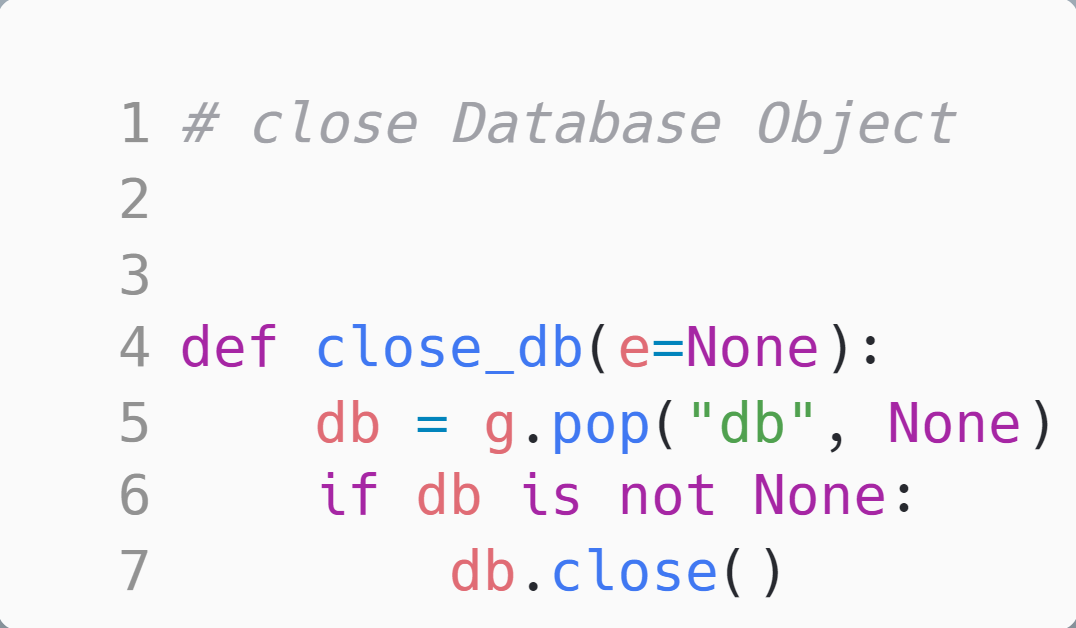 1 # close Database Object
2
3
4 def close_db(e=None):
5     db = g.pop("db", None)
6     if db is not None:
7         db.close()